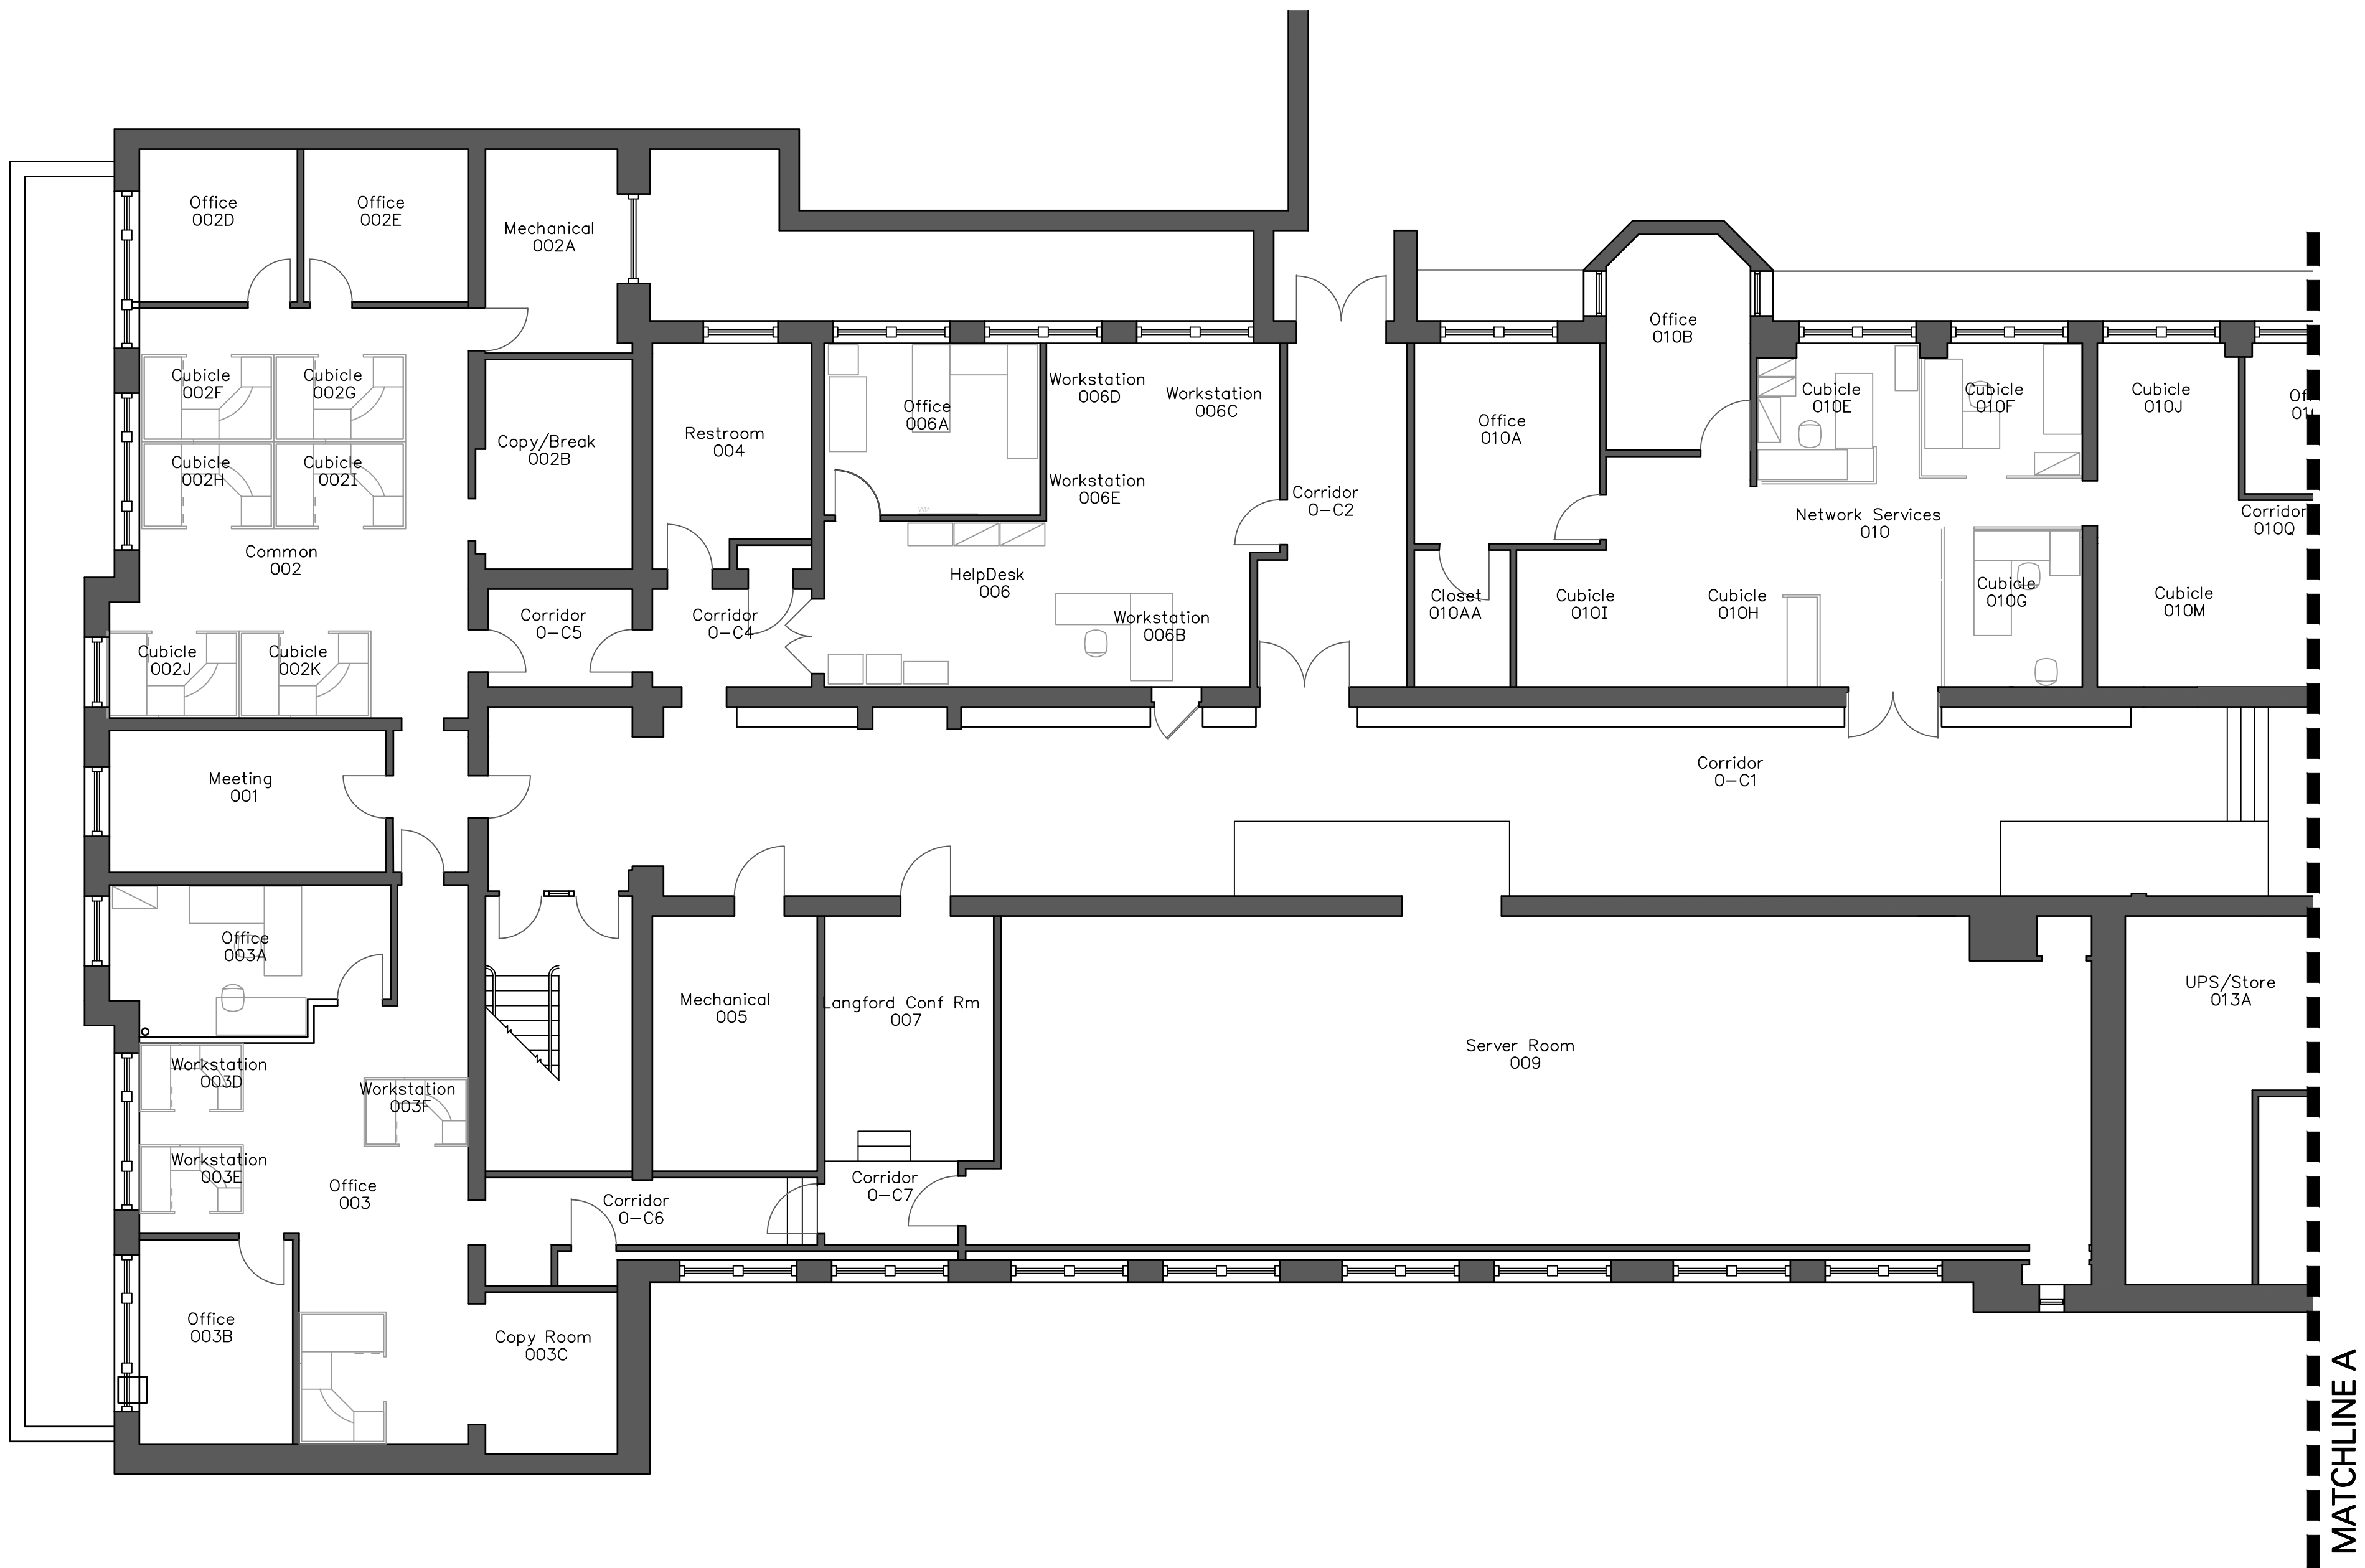 Office
002D
Office
002E
Mechanical
002A
Cubicle
002F
Cubicle
002G
Cubicle
002H
Cubicle
002I
Copy/Break
002B
Common
002
Corridor
0-C5
Cubicle
002J
Cubicle
002K
Meeting
001
Restroom
004
Corridor
0-C4
Office
006A
Workstation
006D
Workstation
006C
Workstation
006E
HelpDesk
006
Workstation
006B
Corridor
0-C2
Office
010A
Closet
010AA
Office
010B
Cubicle
010E
Cubicle
010F
Cubicle
010J
Network Services
010
Cubicle
010I
Cubicle
010H
Cubicle
010G
Corridor
010Q
Cubicle
010M
Corridor
0-C1
Office
003A
Workstation
003D
Workstation
003F
Workstation
003E
Office
003
Office
003B
Copy Room
003C
Corridor
0-C6
Mechanical
005
Langford Conf Rm
007
Corridor
0-C7
Server Room
009
UPS/Store
013A
MATCHLINE A